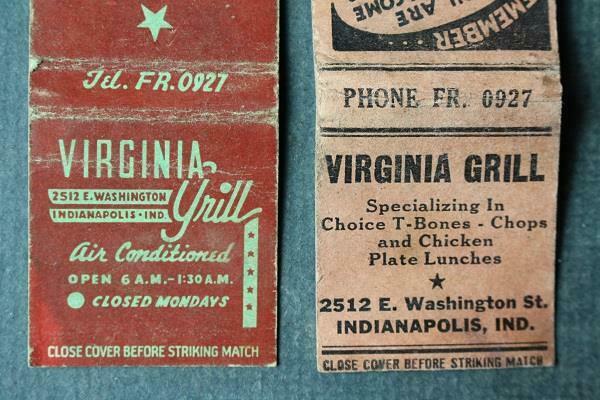 Tel. FR. 0927
VIRGINIA
Grill
2512 E. WASHINGTON
INDIANAPOLIS • IND.
Air Conditioned
OPEN 6 A.M.-1:30 A.M.
CLOSED MONDAYS
CLOSE COVER BEFORE STRIKING MATCH
ARE
COME
REMEMBER
PHONE FR. 0927
VIRGINIA GRILL
Specializing In
Choice T-Bones - Chops
and Chicken
Plate Lunches
2512 E. Washington St.
INDIANAPOLIS, IND.
CLOSE COVER BEFORE STRIKING MATCH